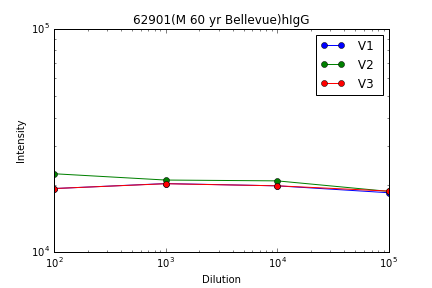 62901(M 60 yr Bellevue)hIgG
10^5
10^4
Intensity
10^2
10^3
10^4
10^5
Dilution
V1
V2
V3